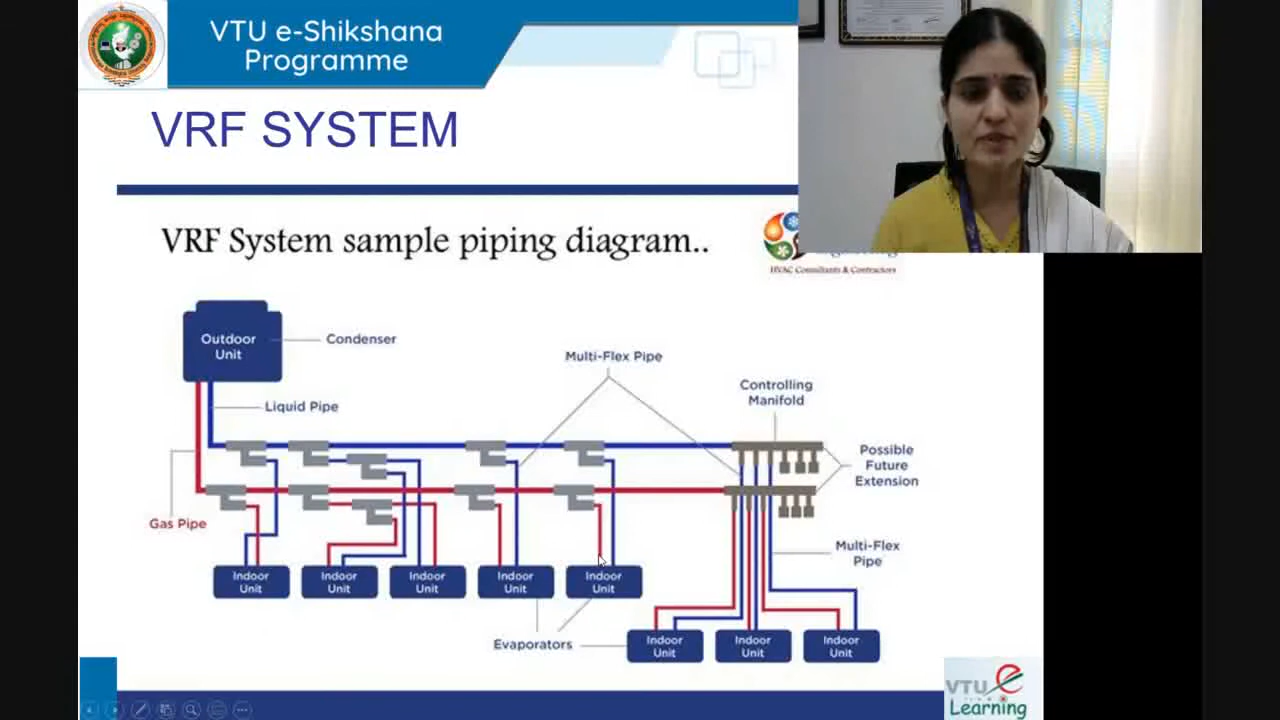 VTU e-Shikshana
Programme
VRF SYSTEM
VRF System sample piping diagram..
HVAC Consultants & Contractors
Outdoor
Unit
Condenser
Liquid Pipe
Multi-Flex Pipe
Controlling
Manifold
Possible
Future
Extension
Gas Pipe
Multi-Flex
Pipe
Indoor
Unit
Indoor
Unit
Indoor
Unit
Indoor
Unit
Indoor
Unit
Evaporators
Indoor
Unit
Indoor
Unit
Indoor
Unit
VTU e
Learning